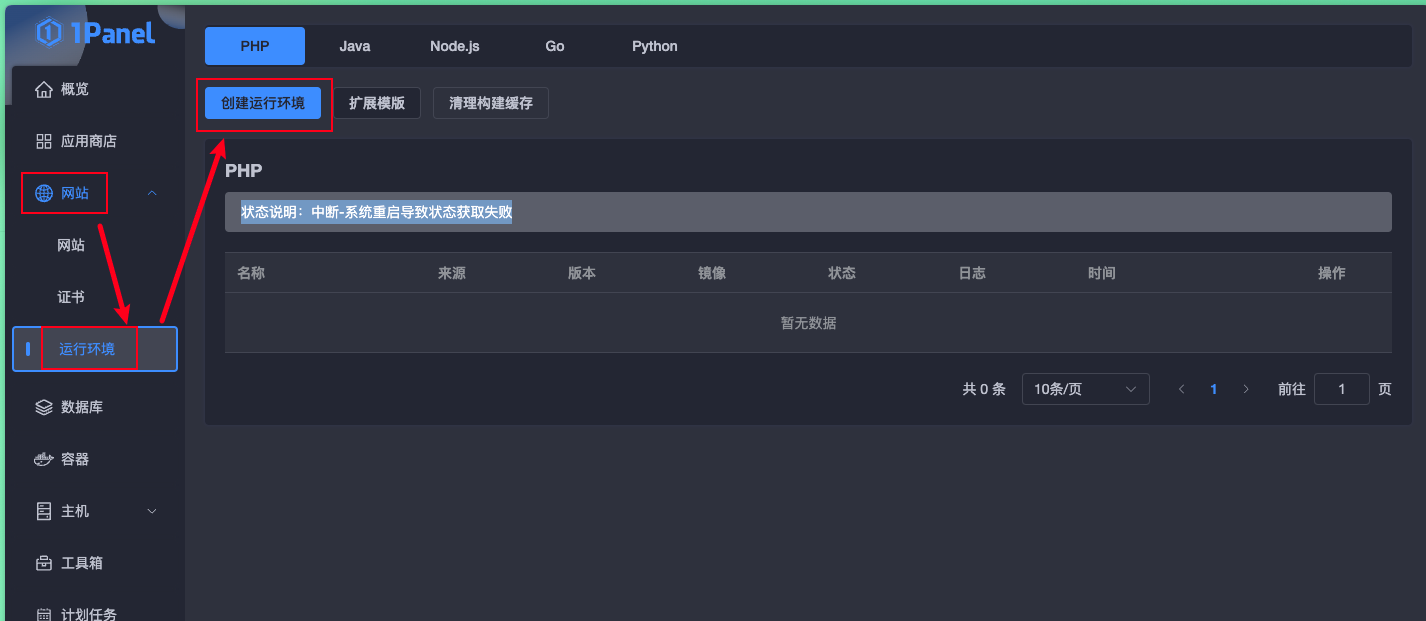 1Panel
概览
应用商店
网站
网站
证书
运行环境
数据库
容器
主机
工具箱
计划任务
PHP Java Node.js Go Python
创建运行环境 扩展模版 清理构建缓存
PHP
状态说明：中断-系统重启导致状态获取失败
名称 来源 版本 镜像 状态 日志 时间 操作
暂无数据
共 0 条 10条/页 1 前往 1 页